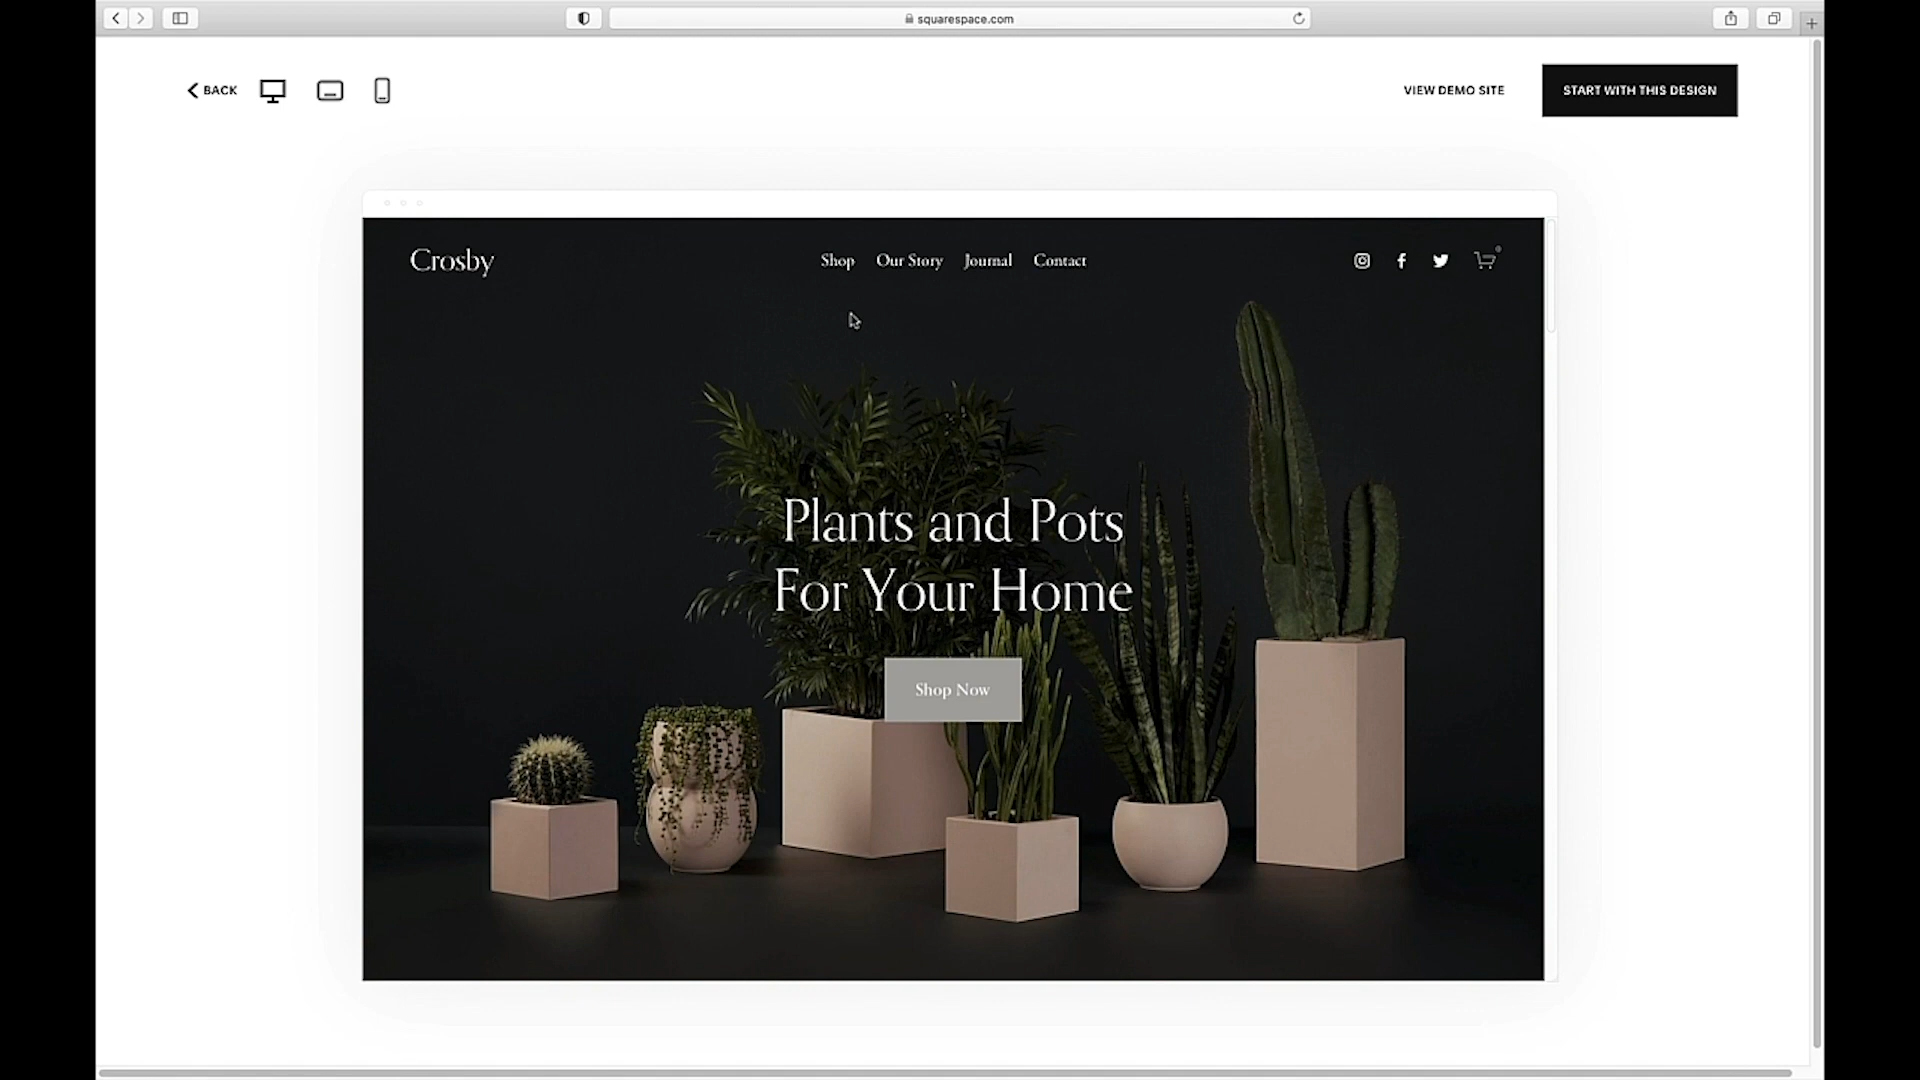 squarespace.com
BACK
VIEW DEMO SITE
START WITH THIS DESIGN
Crosby
Shop Our Story Journal Contact
Plants and Pots
For Your Home
Shop Now